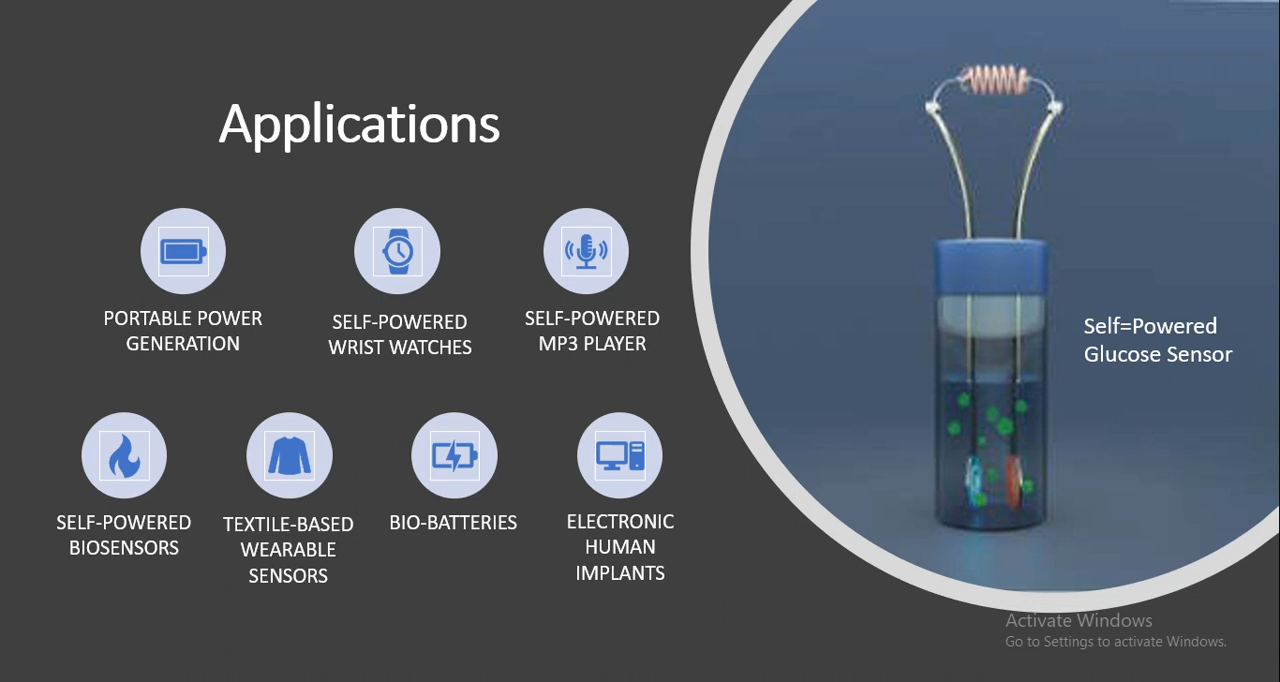 Applications
PORTABLE POWER
GENERATION
SELF-POWERED
WRIST WATCHES
SELF-POWERED
MP3 PLAYER
SELF-POWERED
BIOSENSORS
TEXTILE-BASED
WEARABLE
SENSORS
BIO-BATTERIES
ELECTRONIC
HUMAN
IMPLANTS
Self=Powered
Glucose Sensor
Activate Windows
Go to Settings to activate Windows.